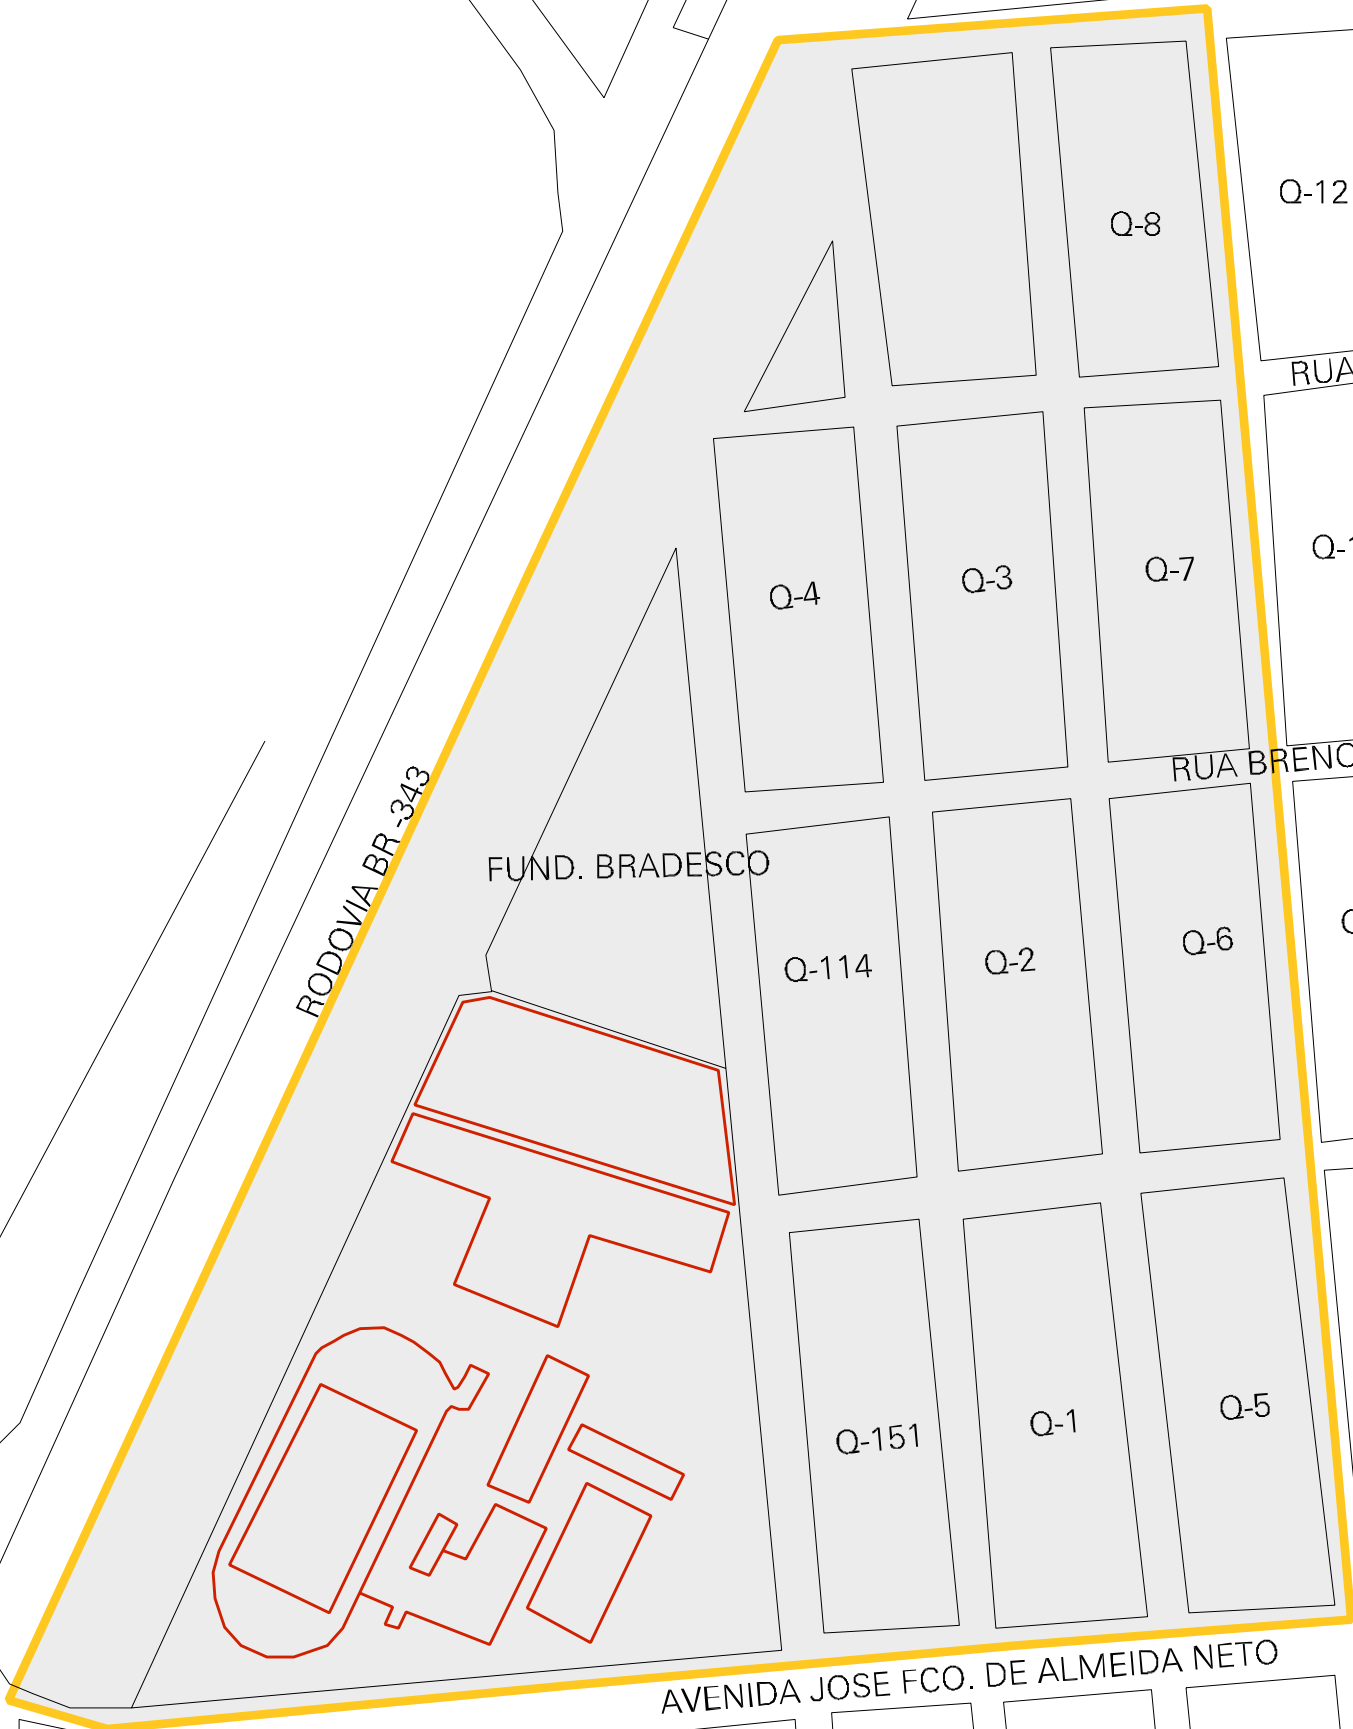 Q-12
Q-8
RUA
Q-4
Q-3
Q-7
RUA BRENO
RODOVIA BR -343
FUND. BRADESCO
Q-114
Q-2
Q-6
Q-151
Q-1
Q-5
AVENIDA JOSE FCO. DE ALMEIDA NETO